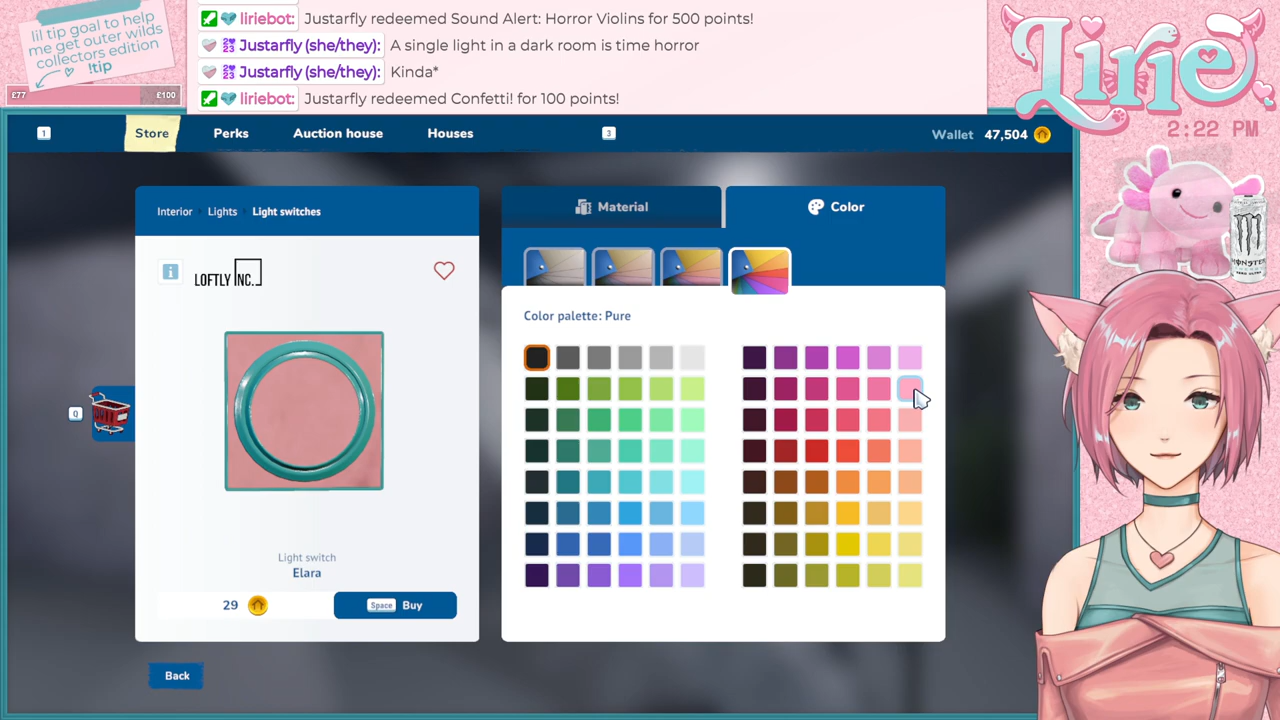 lil tip goal to help
me get outer wilds
collectors edition
!tip
£77
£100
liriebot: Justarfly redeemed Sound Alert: Horror Violins for 500 points!
Justarfly (she/they): A single light in a dark room is time horror
Justarfly (she/they): Kinda*
liriebot: Justarfly redeemed Confetti! for 100 points!
Lirie
2:22 PM
1
Store
Perks
Auction house
Houses
3
Wallet 47,504
Interior
Lights
Light switches
i
LOFTLY INC.
Q
Light switch
Elara
29
Space
Buy
Back
Material
Color
Color palette: Pure
MONSTER